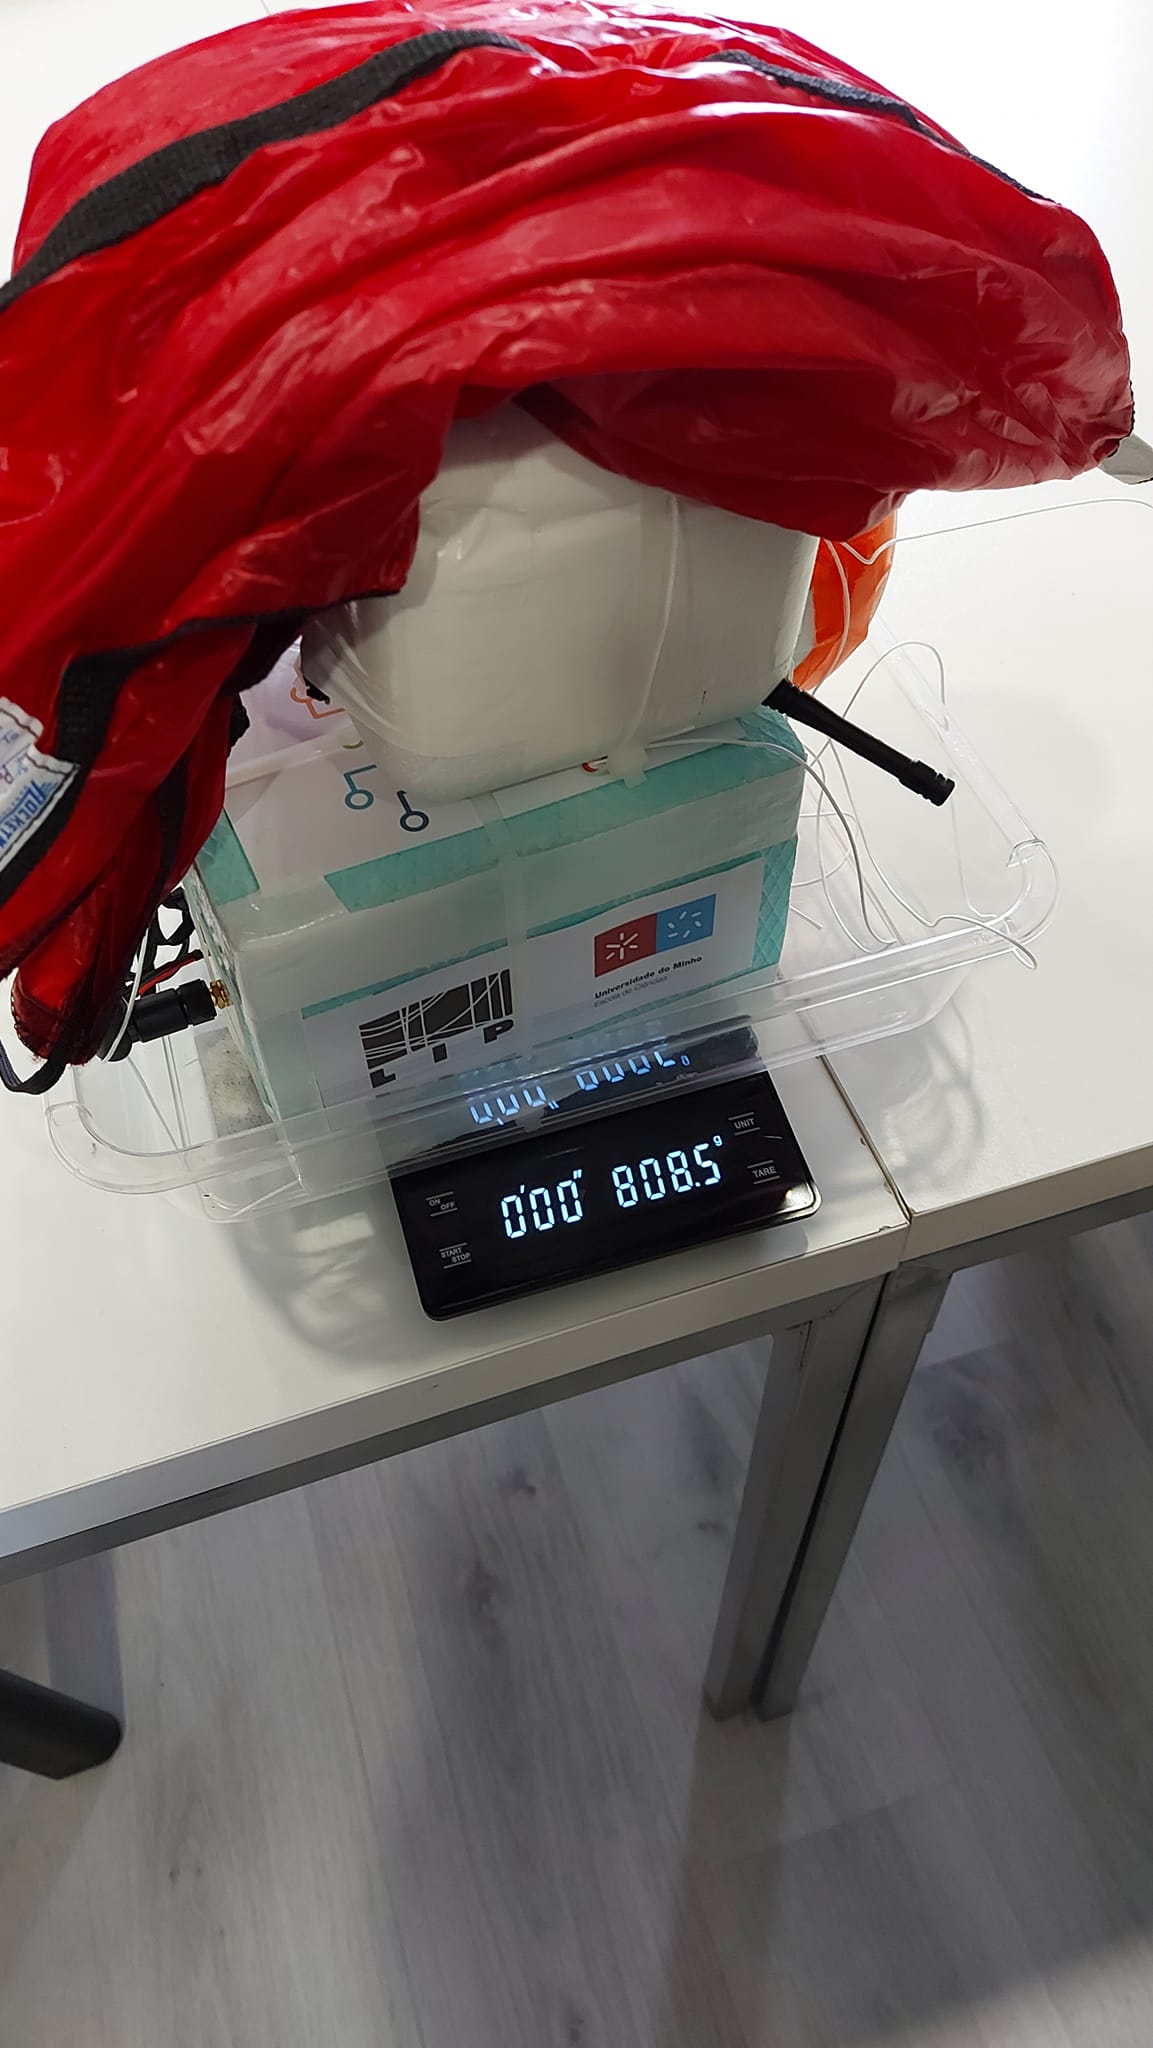 Universidade do Minho
Escola de Ciências
LIP
UNIT
0'00" 808.5g
ON
OFF
TARE
START
STOP